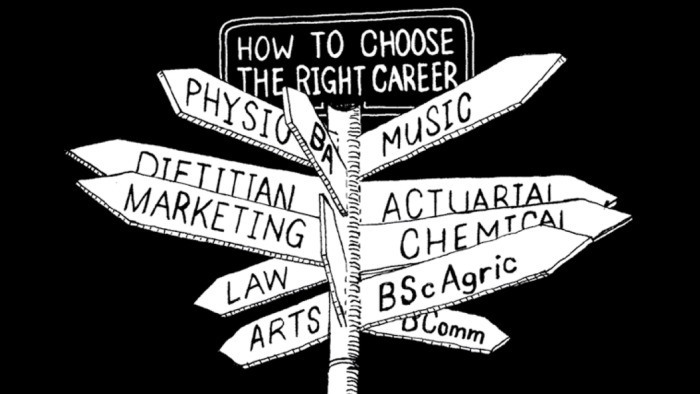 HOW TO CHOOSE
THE RIGHT CAREER
PHYSIO
BA
MUSIC
DIETITIAN
ACTUARIAL
MARKETING
CHEMICAL
LAW
BSc Agric
ARTS
BComm